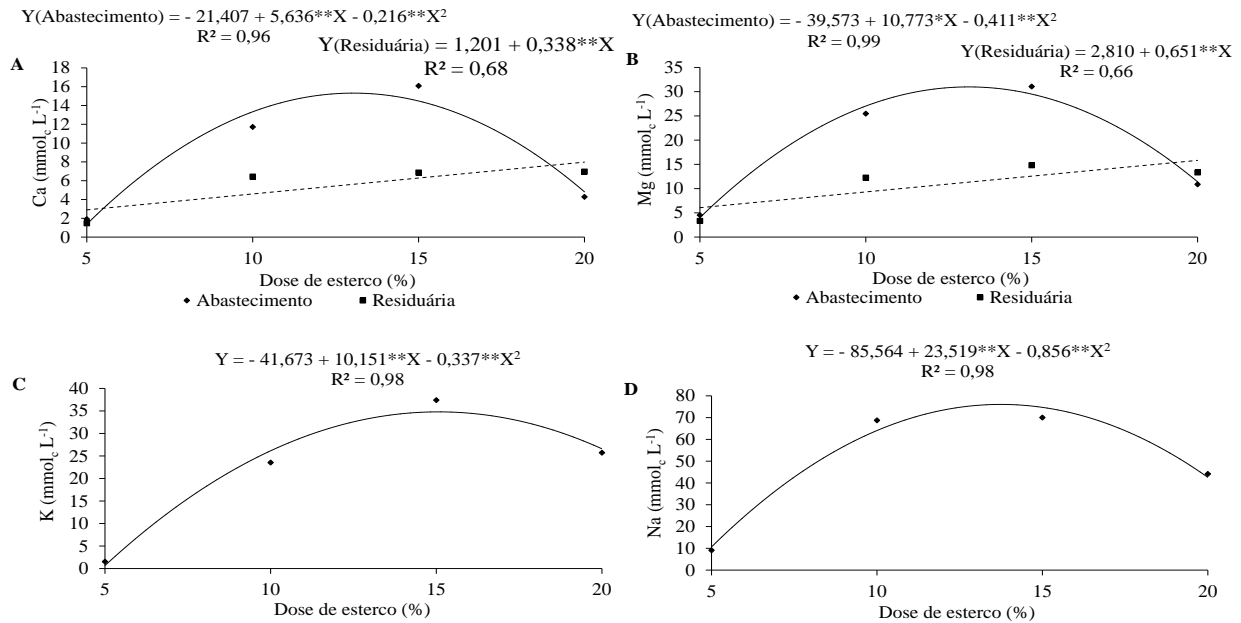 Y(Abastecimento) = - 21,407 + 5,636**X - 0,216**X²
R² = 0,96
Y(Residuária) = 1,201 + 0,338**X
R² = 0,68
A
Ca (mmolc L-1)
18
16
14
12
10
8
6
4
2
0
5 10 15 20
Dose de esterco (%)
Abastecimento Residuária
Y(Abastecimento) = - 39,573 + 10,773*X - 0,411**X²
R² = 0,99
Y(Residuária) = 2,810 + 0,651**X
R² = 0,66
B
Mg (mmolc L-1)
35
30
25
20
15
10
5
0
5 10 15 20
Dose de esterco (%)
Abastecimento Residuária
Y = - 41,673 + 10,151**X - 0,337**X²
R² = 0,98
C
K (mmolc L-1)
40
35
30
25
20
15
10
5
0
5 10 15 20
Dose de esterco (%)
Y = - 85,564 + 23,519**X - 0,856**X²
R² = 0,98
D
Na (mmolc L-1)
80
70
60
50
40
30
20
10
0
5 10 15 20
Dose de esterco (%)